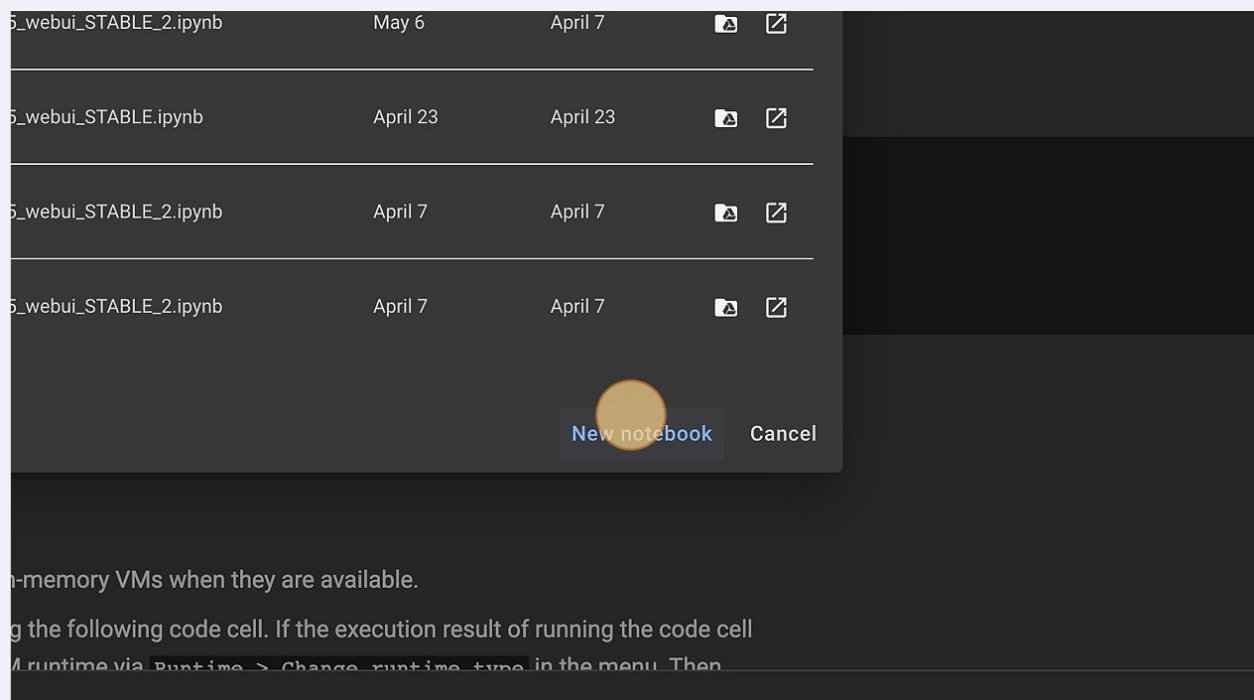 5_webui_STABLE_2.ipynb May 6 April 7
5_webui_STABLE.ipynb April 23 April 23
5_webui_STABLE_2.ipynb April 7 April 7
5_webui_STABLE_2.ipynb April 7 April 7
New notebook Cancel
-memory VMs when they are available.
g the following code cell. If the execution result of running the code cell
M runtime via Runtime > Change runtime type in the menu. Then